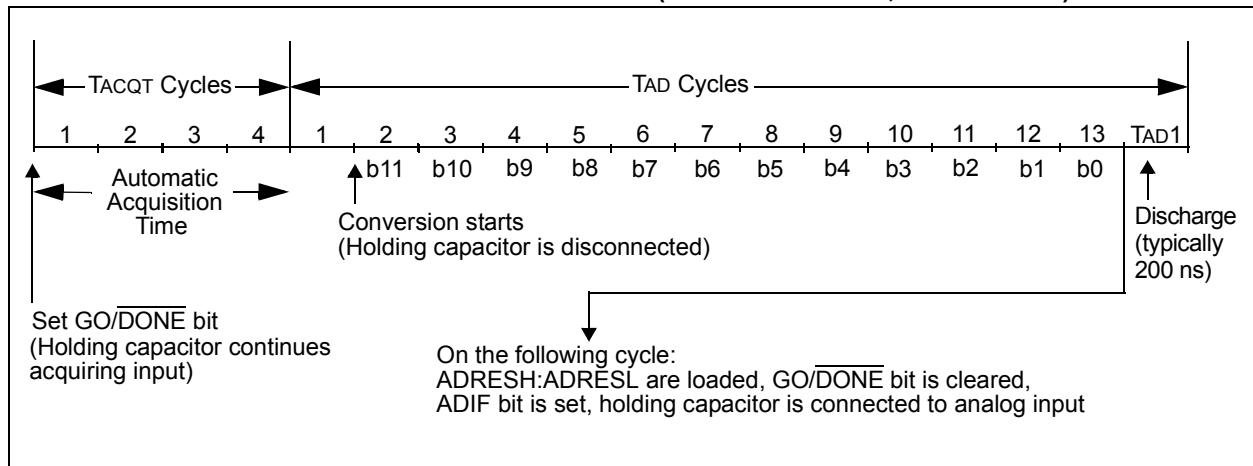 TACQT Cycles
TAD Cycles
1 2 3 4 1 2 3 4 5 6 7 8 9 10 11 12 13 TAD1
b11 b10 b9 b8 b7 b6 b5 b4 b3 b2 b1 b0
Automatic
Acquisition
Time
Conversion starts
(Holding capacitor is disconnected)
Discharge
(typically
200 ns)
Set GO/DONE bit
(Holding capacitor continues
acquiring input)
On the following cycle:
ADRESH:ADRESL are loaded, GO/DONE bit is cleared,
ADIF bit is set, holding capacitor is connected to analog input